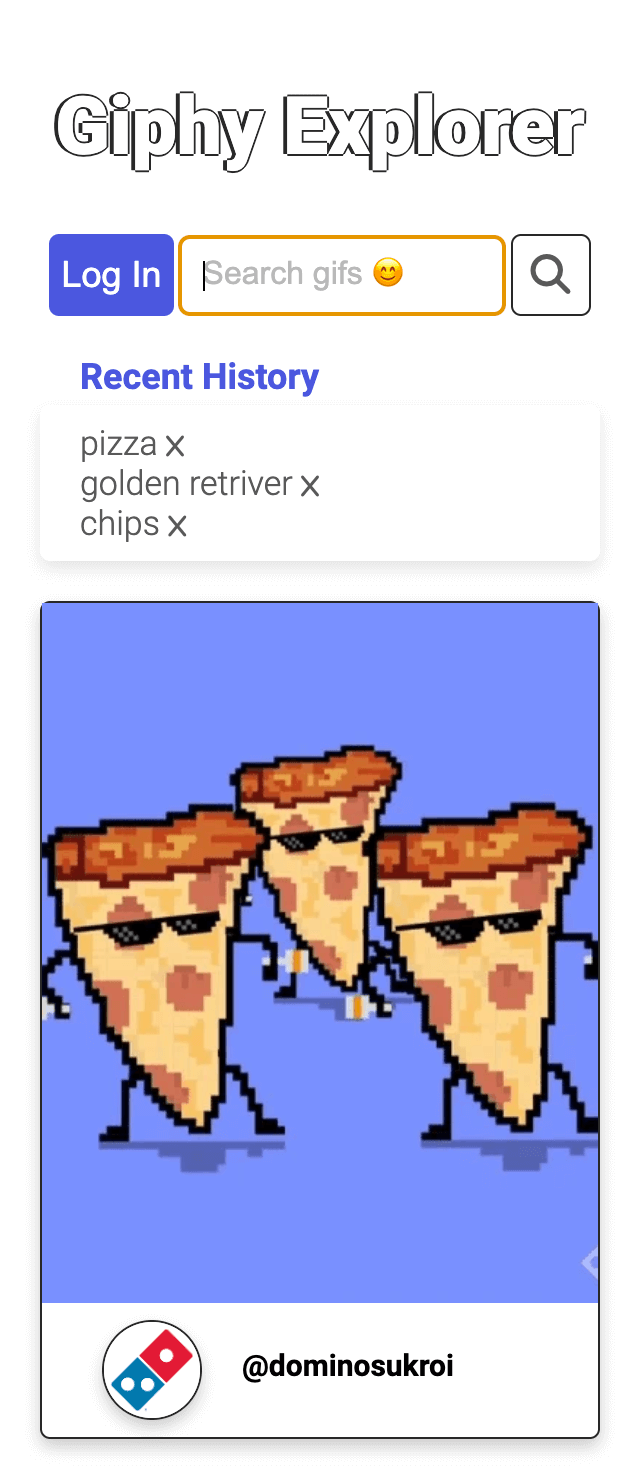 Giphy Explorer
Log In
Search gifs 😊
Recent History
pizza X
golden retriver X
chips X
@dominosukroi